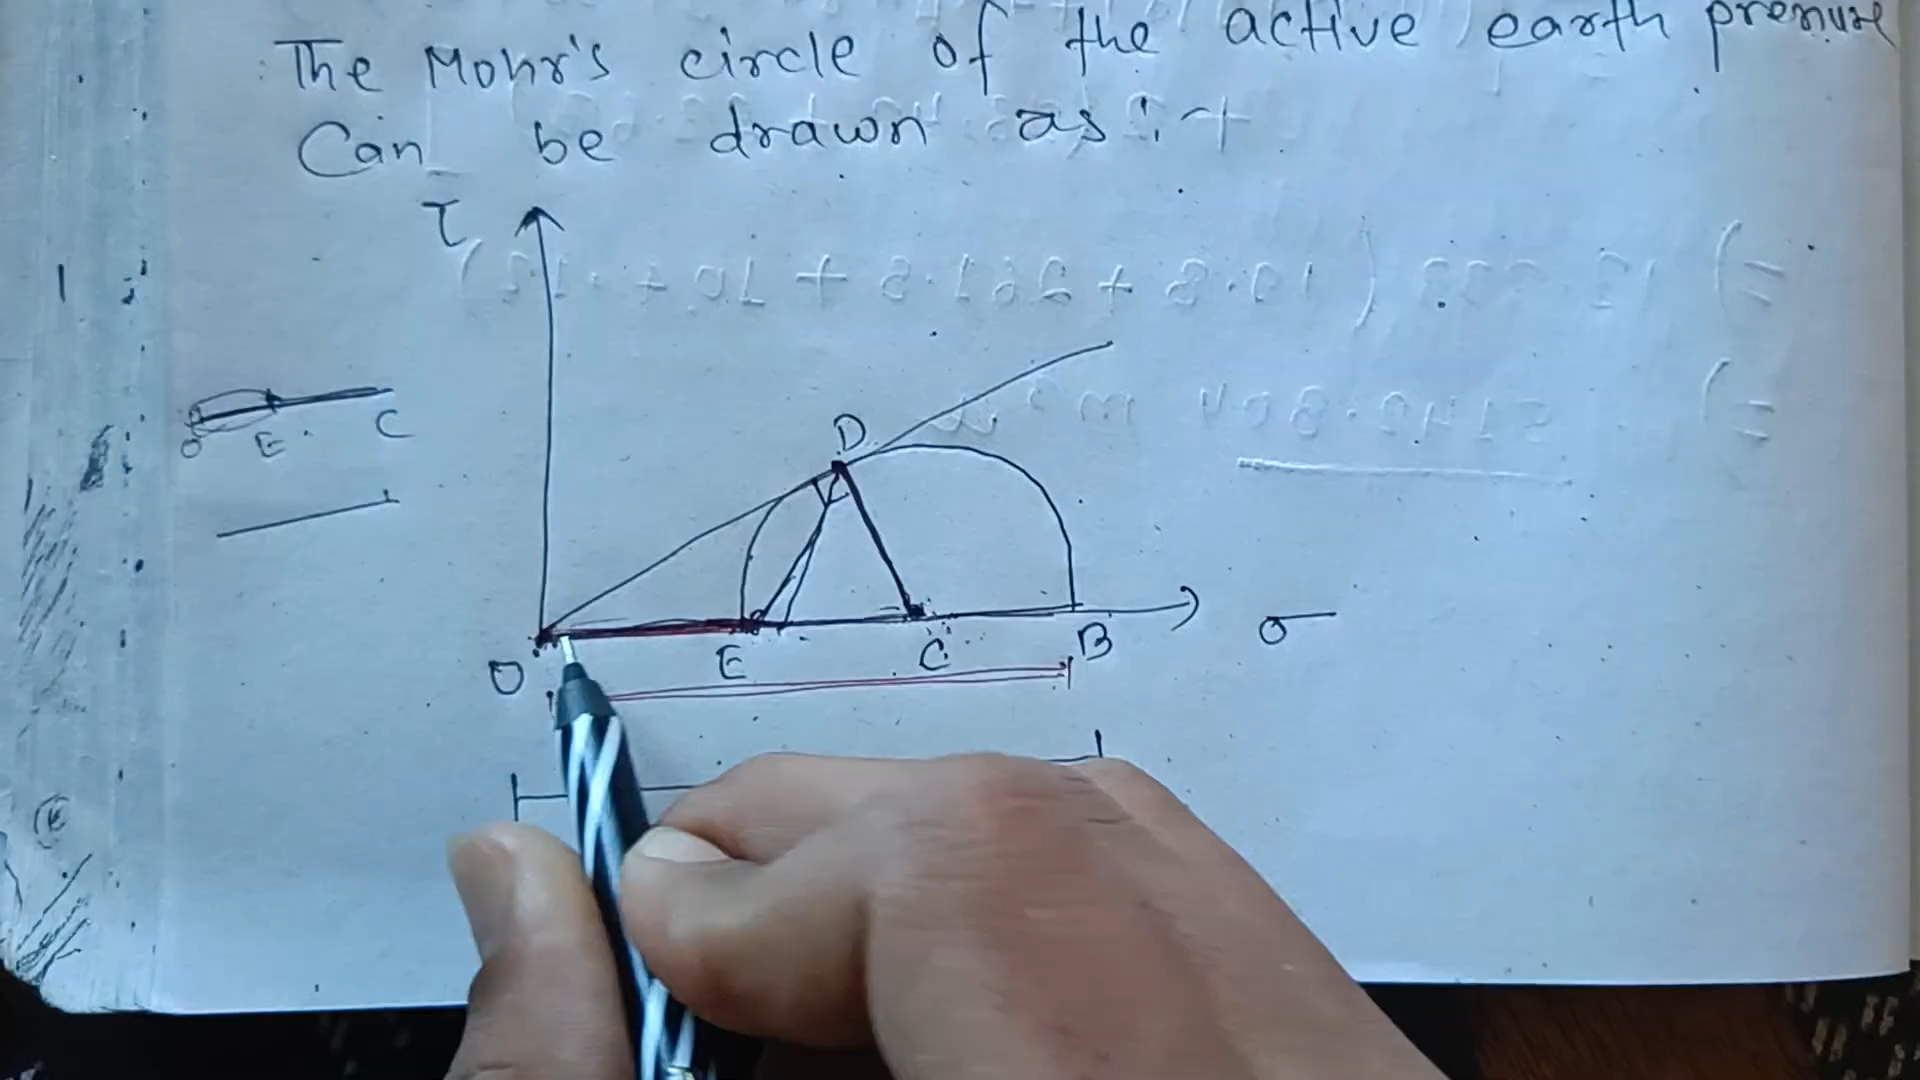 The Mohr's circle of the active earth pressure
Can be drawn as :-
τ
D
O E C
O E C B σ